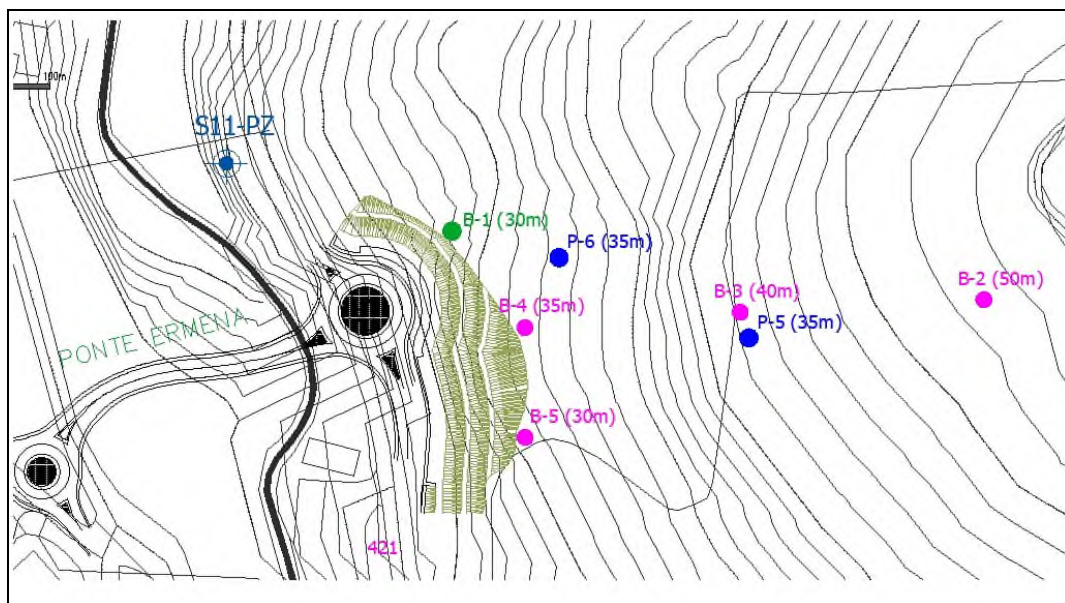 100m
S11-PZ
B-1 (30m)
P-6 (35m)
B-2 (50m)
B-3 (40m)
B-4 (35m)
P-5 (35m)
PONTE ERMENA
B-5 (30m)
421